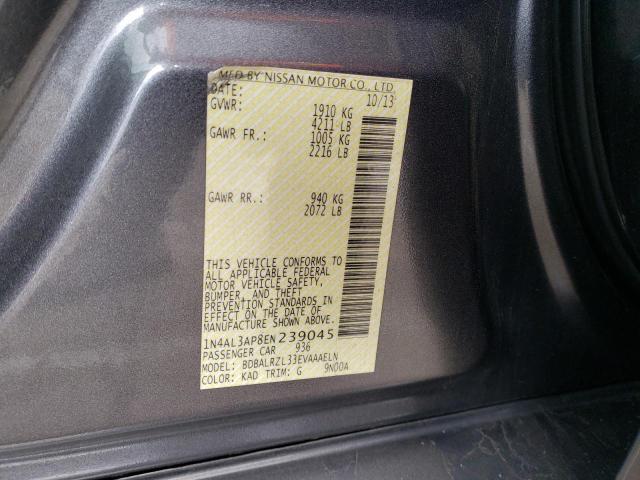 MFD BY NISSAN MOTOR CO., LTD.
DATE: 10/13
GVWR: 1910 KG
4211 LB
GAWR FR.: 1005 KG
2216 LB
GAWR RR.: 940 KG
2072 LB
THIS VEHICLE CONFORMS TO
ALL APPLICABLE FEDERAL
MOTOR VEHICLE SAFETY,
BUMPER, AND THEFT
PREVENTION STANDARDS IN
EFFECT ON THE DATE OF
MANUFACTURE SHOWN ABOVE.
1N4AL3AP8EN239045
PASSENGER CAR 936
MODEL: BDBALRZL33EVAAAELN
COLOR: KAD TRIM: G 9N00A